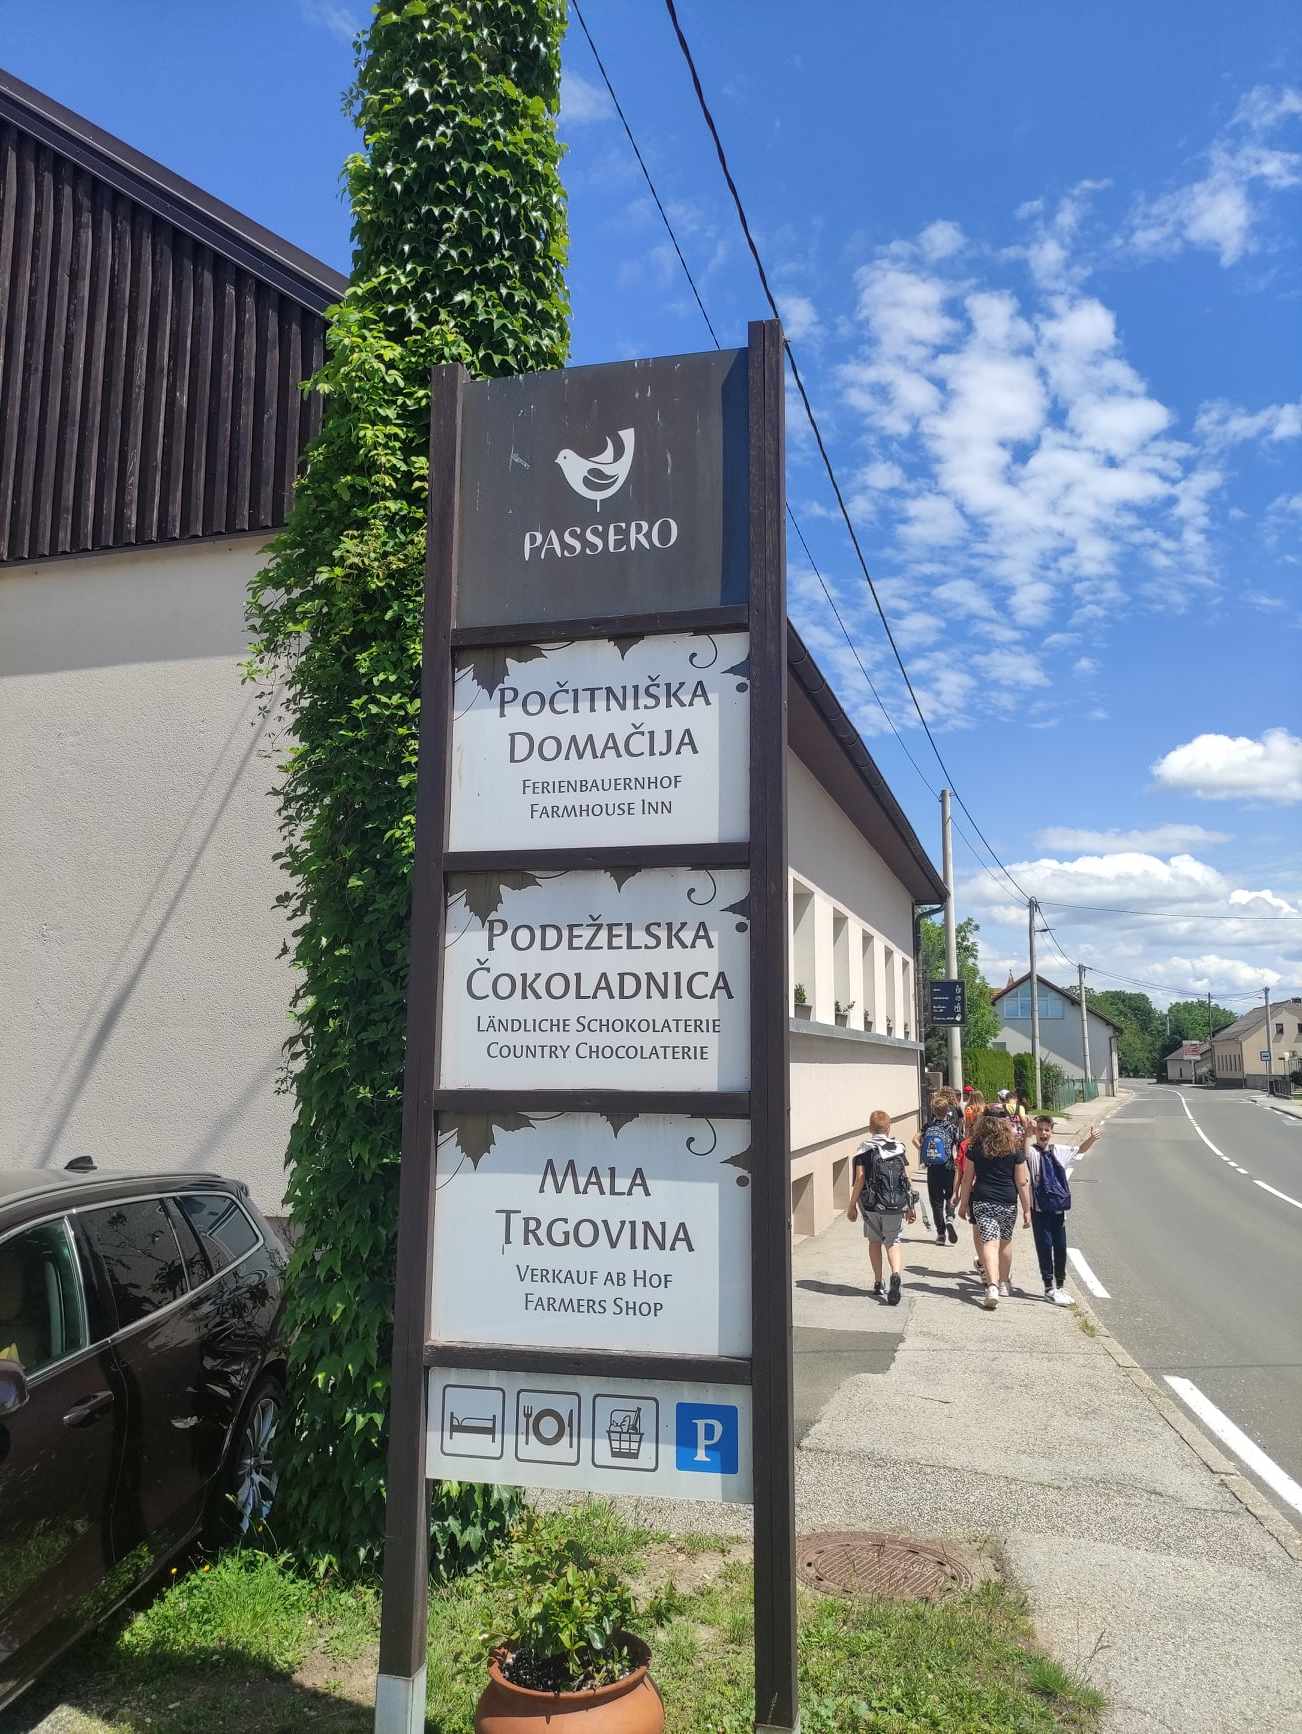 PASSERO
POČITNIŠKA
DOMAČIJA
FERIENBAUERNHOF
FARMHOUSE INN
PODEŽELSKA
ČOKOLADNICA
LÄNDLICHE SCHOKOLATERIE
COUNTRY CHOCOLATERIE
MALA
TRGOVINA
VERKAUF AB HOF
FARMERS SHOP
P